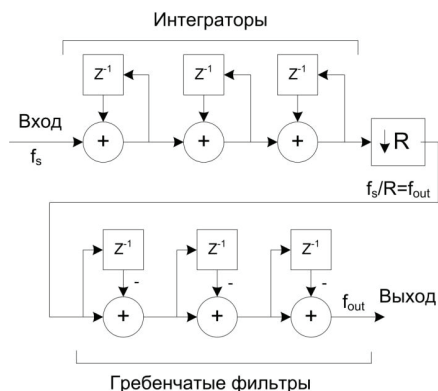 Интеграторы
Z-1 Z-1 Z-1
Вход
+ + +
↓R
fs
fs/R=fout
Z-1 Z-1 Z-1
- - -
+ + +
fout
Выход
Гребенчатые фильтры